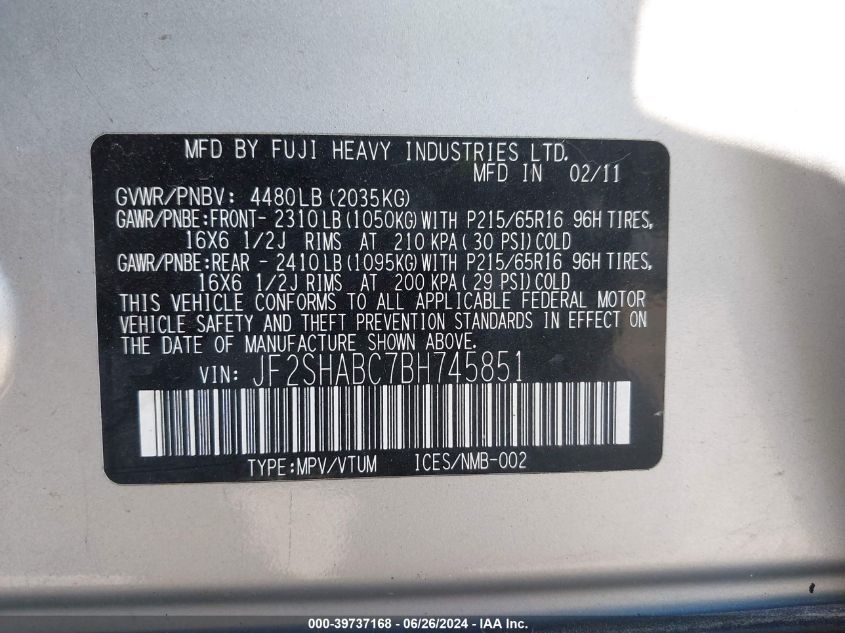 MFD BY FUJI HEAVY INDUSTRIES LTD.
MFD IN 02/11
GVWR/PNBV: 4480LB (2035KG)
GAWR/PNBE:FRONT- 2310LB(1050KG)WITH P215/65R16 96H TIRES,
16X6 1/2J RIMS AT 210 KPA(30 PSI)COLD
GAWR/PNBE:REAR - 2410LB(1095KG)WITH P215/65R16 96H TIRES,
16X6 1/2J RIMS AT 200 KPA(29 PSI)COLD
THIS VEHICLE CONFORMS TO ALL APPLICABLE FEDERAL MOTOR
VEHICLE SAFETY AND THEFT PREVENTION STANDARDS IN EFFECT ON
THE DATE OF MANUFACTURE SHOWN ABOVE.
VIN: JF2SHABC7BH745851
TYPE:MPV/VTUM ICES/NMB-002
000-39737168 - 06/26/2024 - IAA Inc.